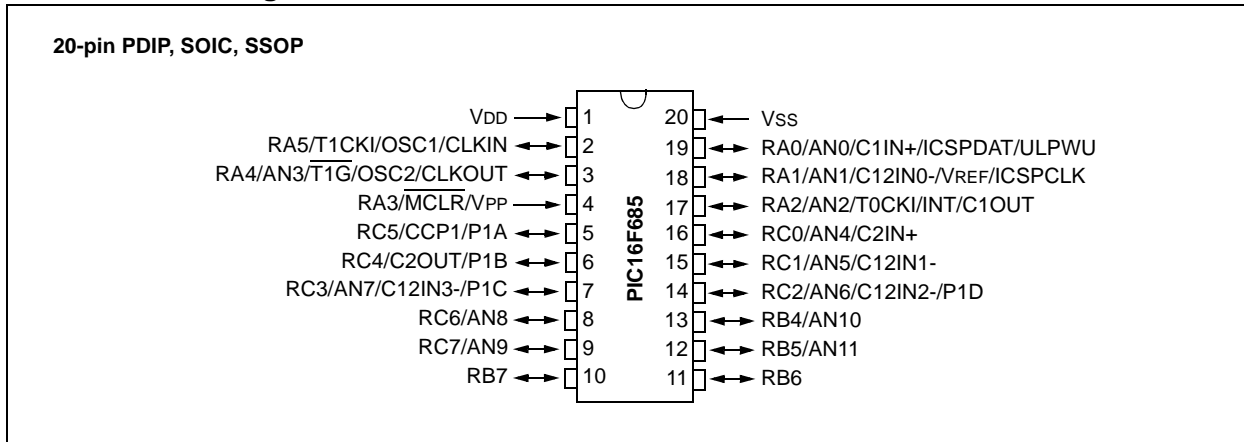 20-pin PDIP, SOIC, SSOP
VDD 1
RA5/T1CKI/OSC1/CLKIN 2
RA4/AN3/T1G/OSC2/CLKOUT 3
RA3/MCLR/VPP 4
RC5/CCP1/P1A 5
RC4/C2OUT/P1B 6
RC3/AN7/C12IN3-/P1C 7
RC6/AN8 8
RC7/AN9 9
RB7 10
PIC16F685
20 VSS
19 RA0/AN0/C1IN+/ICSPDAT/ULPWU
18 RA1/AN1/C12IN0-/VREF/ICSPCLK
17 RA2/AN2/T0CKI/INT/C1OUT
16 RC0/AN4/C2IN+
15 RC1/AN5/C12IN1-
14 RC2/AN6/C12IN2-/P1D
13 RB4/AN10
12 RB5/AN11
11 RB6